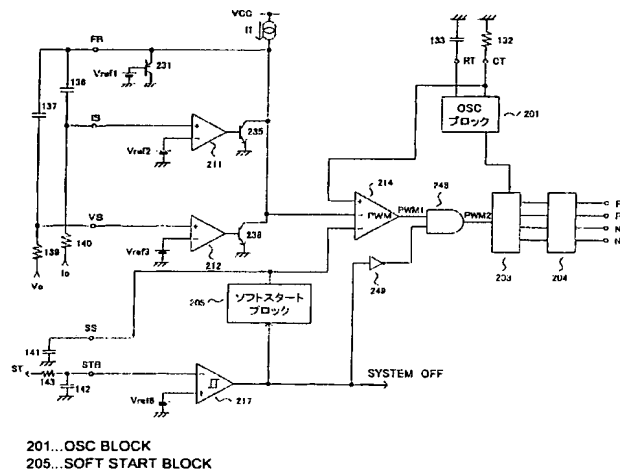 VCC
I1
FB
231
Vref1
136
137
IS
235
211
Vref2
VS
238
212
Vref3
139
140
Vo
Io
133
132
RT
CT
OSC
ブロック
201
214
PWM
PWM1
248
PWM2
203
204
P
P
N
N
249
205
ソフトスタート
ブロック
SS
141
ST
143
142
STB
217
SYSTEM OFF
201...OSC BLOCK
205...SOFT START BLOCK